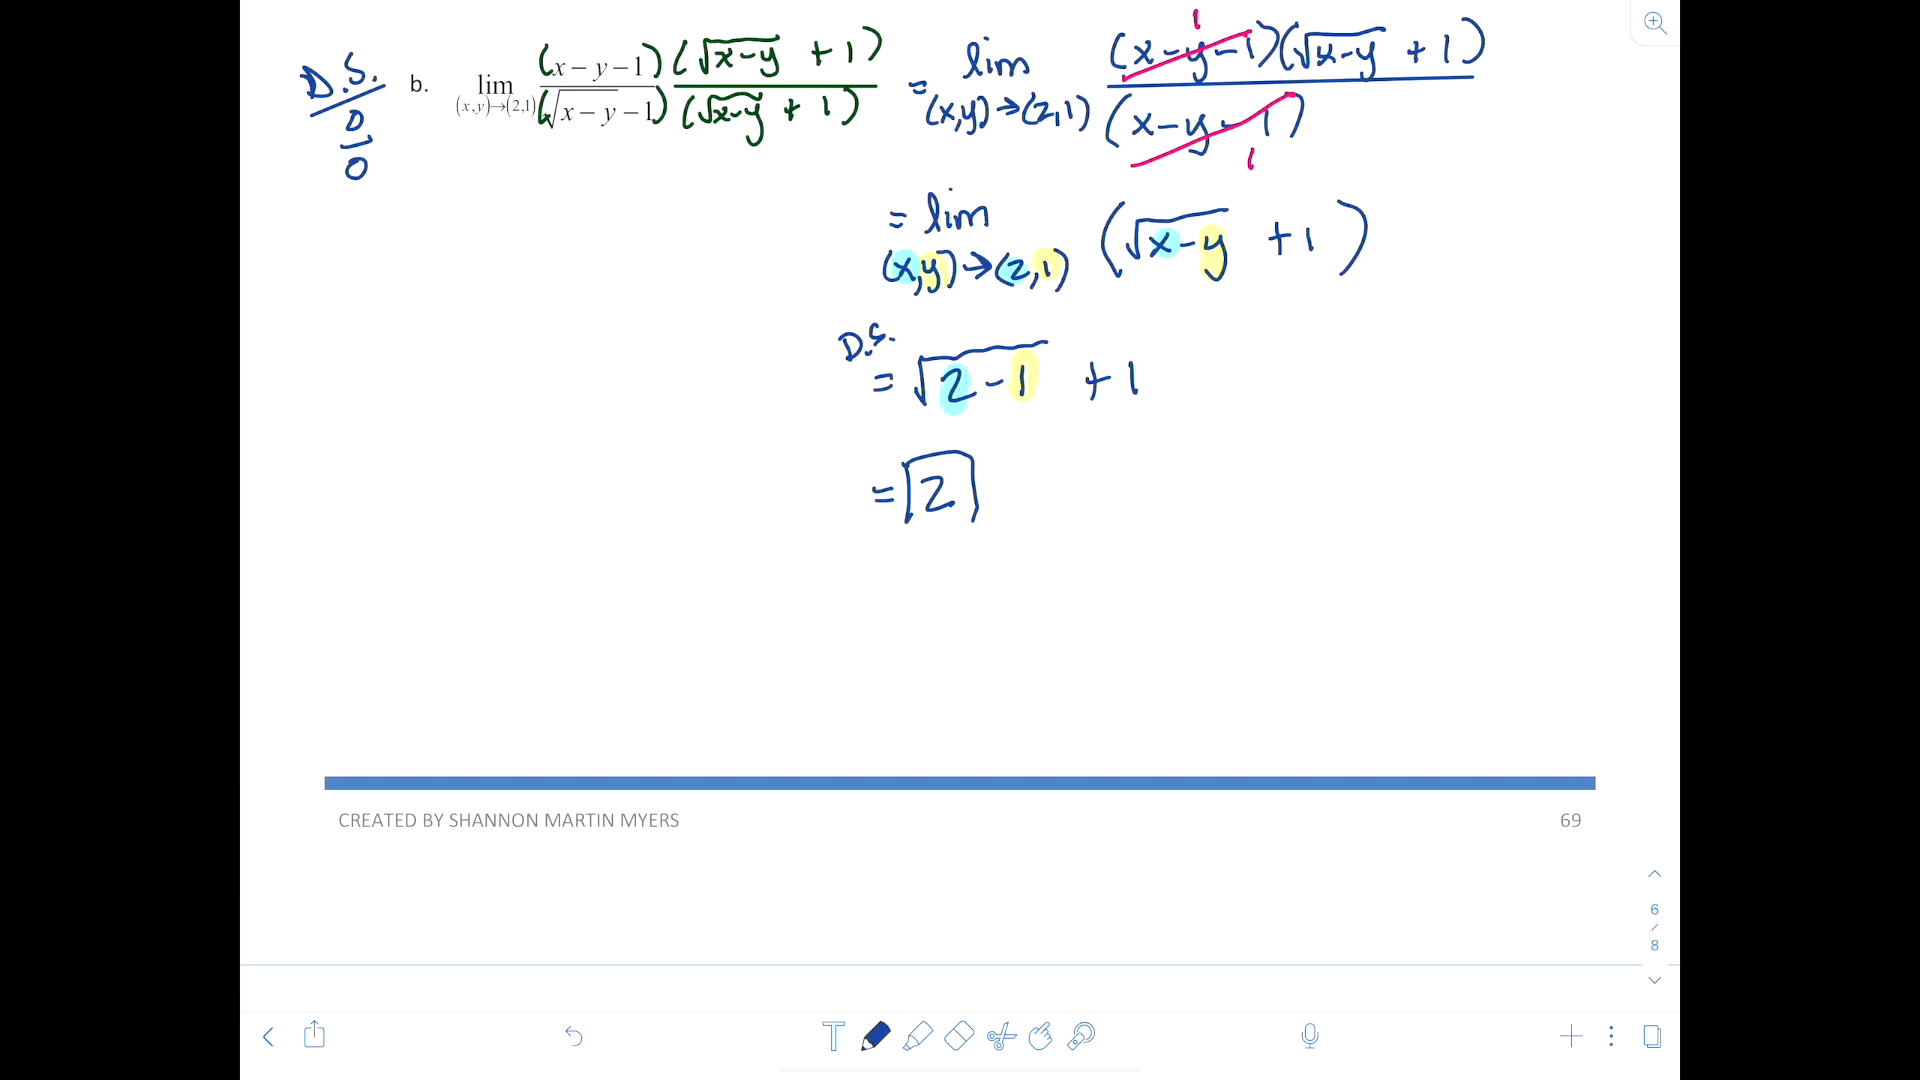 D.S. b. lim (x,y)→(2,1) (x − y − 1)(√x−y + 1) / (√x − y − 1)(√x−y + 1) = lim (x,y)→(2,1) (x−y−1)(√x−y + 1) / (x−y−1) 1 1
0/0
= lim (x,y)→(2,1) (√x−y + 1)
D.S. = √2−1 + 1
= 2
CREATED BY SHANNON MARTIN MYERS 69
6 / 8
T